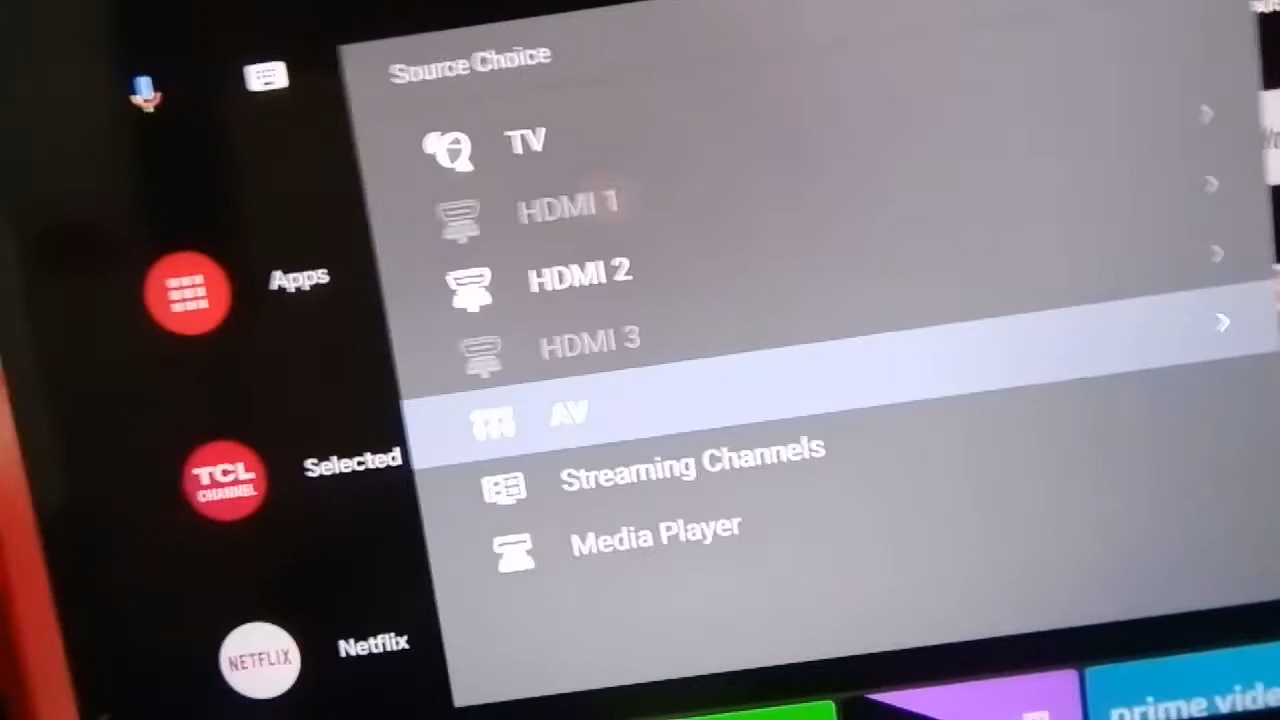 Source Choice
TV
HDMI 1
HDMI 2
HDMI 3
AV
Streaming Channels
Media Player
Apps
TCL
CHANNEL
Selected
NETFLIX
Netflix
prime vide